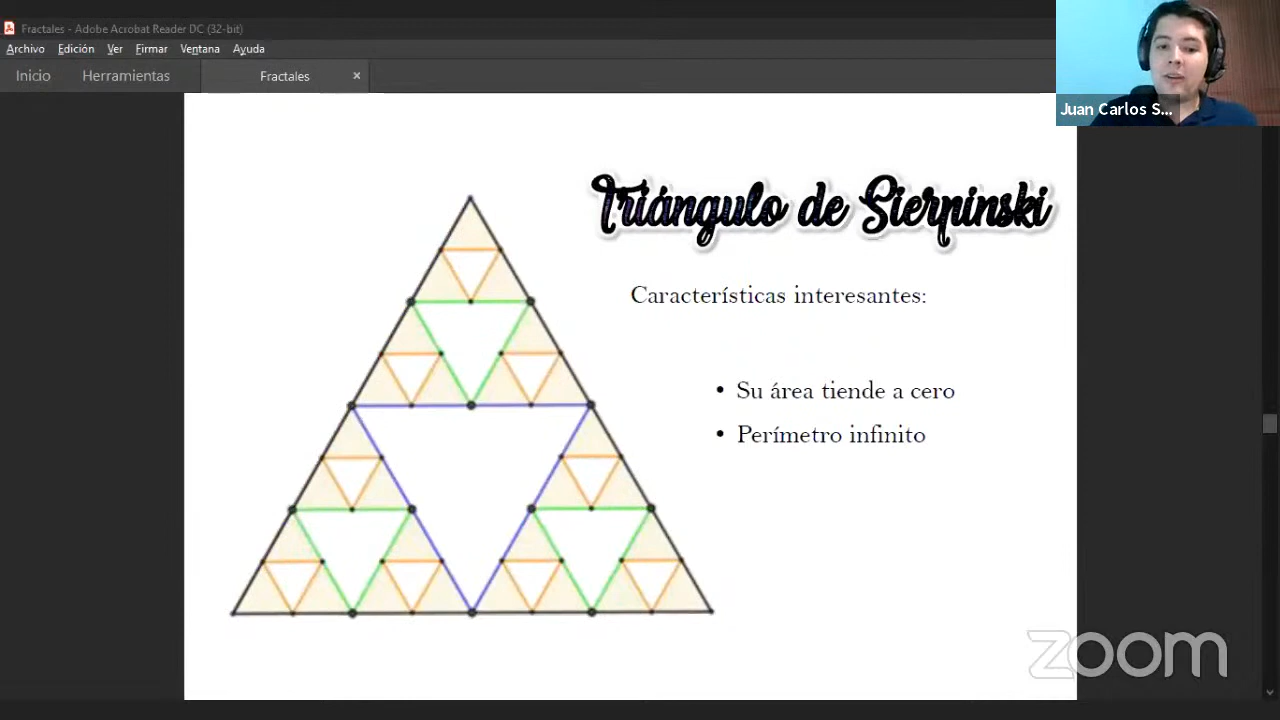 Fractales - Adobe Acrobat Reader DC (32-bit)
Archivo Edición Ver Firmar Ventana Ayuda
Inicio Herramientas Fractales ×
Juan Carlos S...
Triángulo de Sierpinski
Características interesantes:
• Su área tiende a cero
• Perímetro infinito
zoom